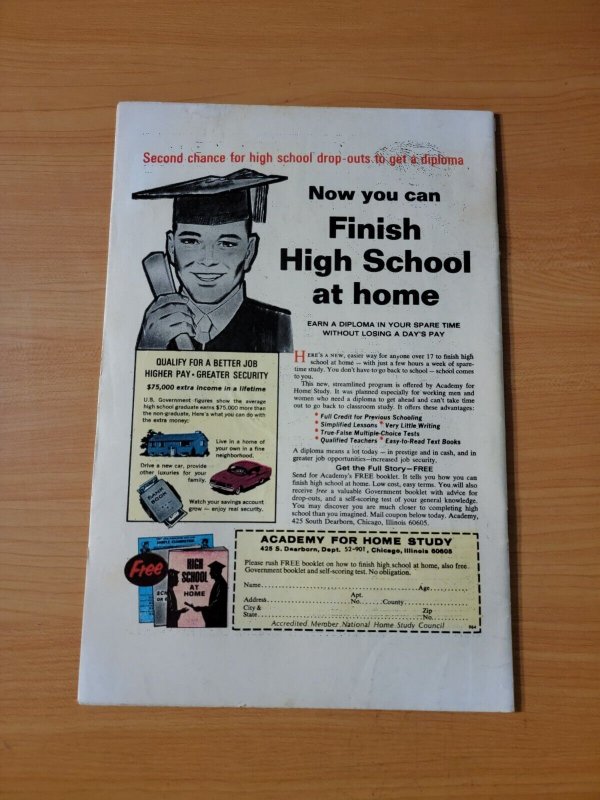 Second chance for high school drop-outs to get a diploma
Now you can
Finish
High School
at home
EARN A DIPLOMA IN YOUR SPARE TIME
WITHOUT LOSING A DAY'S PAY
QUALIFY FOR A BETTER JOB
HIGHER PAY - GREATER SECURITY
$75,000 extra income in a lifetime
U.S. Government figures show the average
high school graduate earns $75,000 more than
the non-graduate. Here's what you can do with
the extra money:
Live in a home of
your own in a fine
neighborhood.
Drive a new car, provide
other luxuries for your
family.
Watch your savings account
grow — enjoy real security.
HERE'S A NEW, easier way for anyone over 17 to finish high
school at home — with just a few hours a week of spare-
time study. You don't have to go back to school — school comes
to you.
This new, streamlined program is offered by Academy for
Home Study. It was planned especially for working men and
women who need a diploma to get ahead and can't take time
out to go back to classroom study. It offers these advantages:
* Full Credit for Previous Schooling
* Simplified Lessons * Very Little Writing
* True-False Multiple-Choice Tests
* Qualified Teachers * Easy-to-Read Text Books
A diploma means a lot today — in prestige and in cash, and in
greater job opportunities—increased job security.
Get the Full Story—FREE
Send for Academy's FREE booklet. It tells you how you can
finish high school at home. Low cost, easy terms. You will also
receive free a valuable Government booklet with advice for
drop-outs, and a self-scoring test of your general knowledge.
You may discover you are much closer to completing high
school than you imagined. Mail coupon below today. Academy,
425 South Dearborn, Chicago, Illinois 60605.
Free
HIGH
SCHOOL
AT
HOME
ACADEMY FOR HOME STUDY
425 S. Dearborn, Dept. 52-907, Chicago, Illinois 60605
Please rush FREE booklet on how to finish high school at home, also free
Government booklet and self-scoring test. No obligation.
Name Age
Address Apt. No. County
City & State Zip No.
Accredited Member National Home Study Council